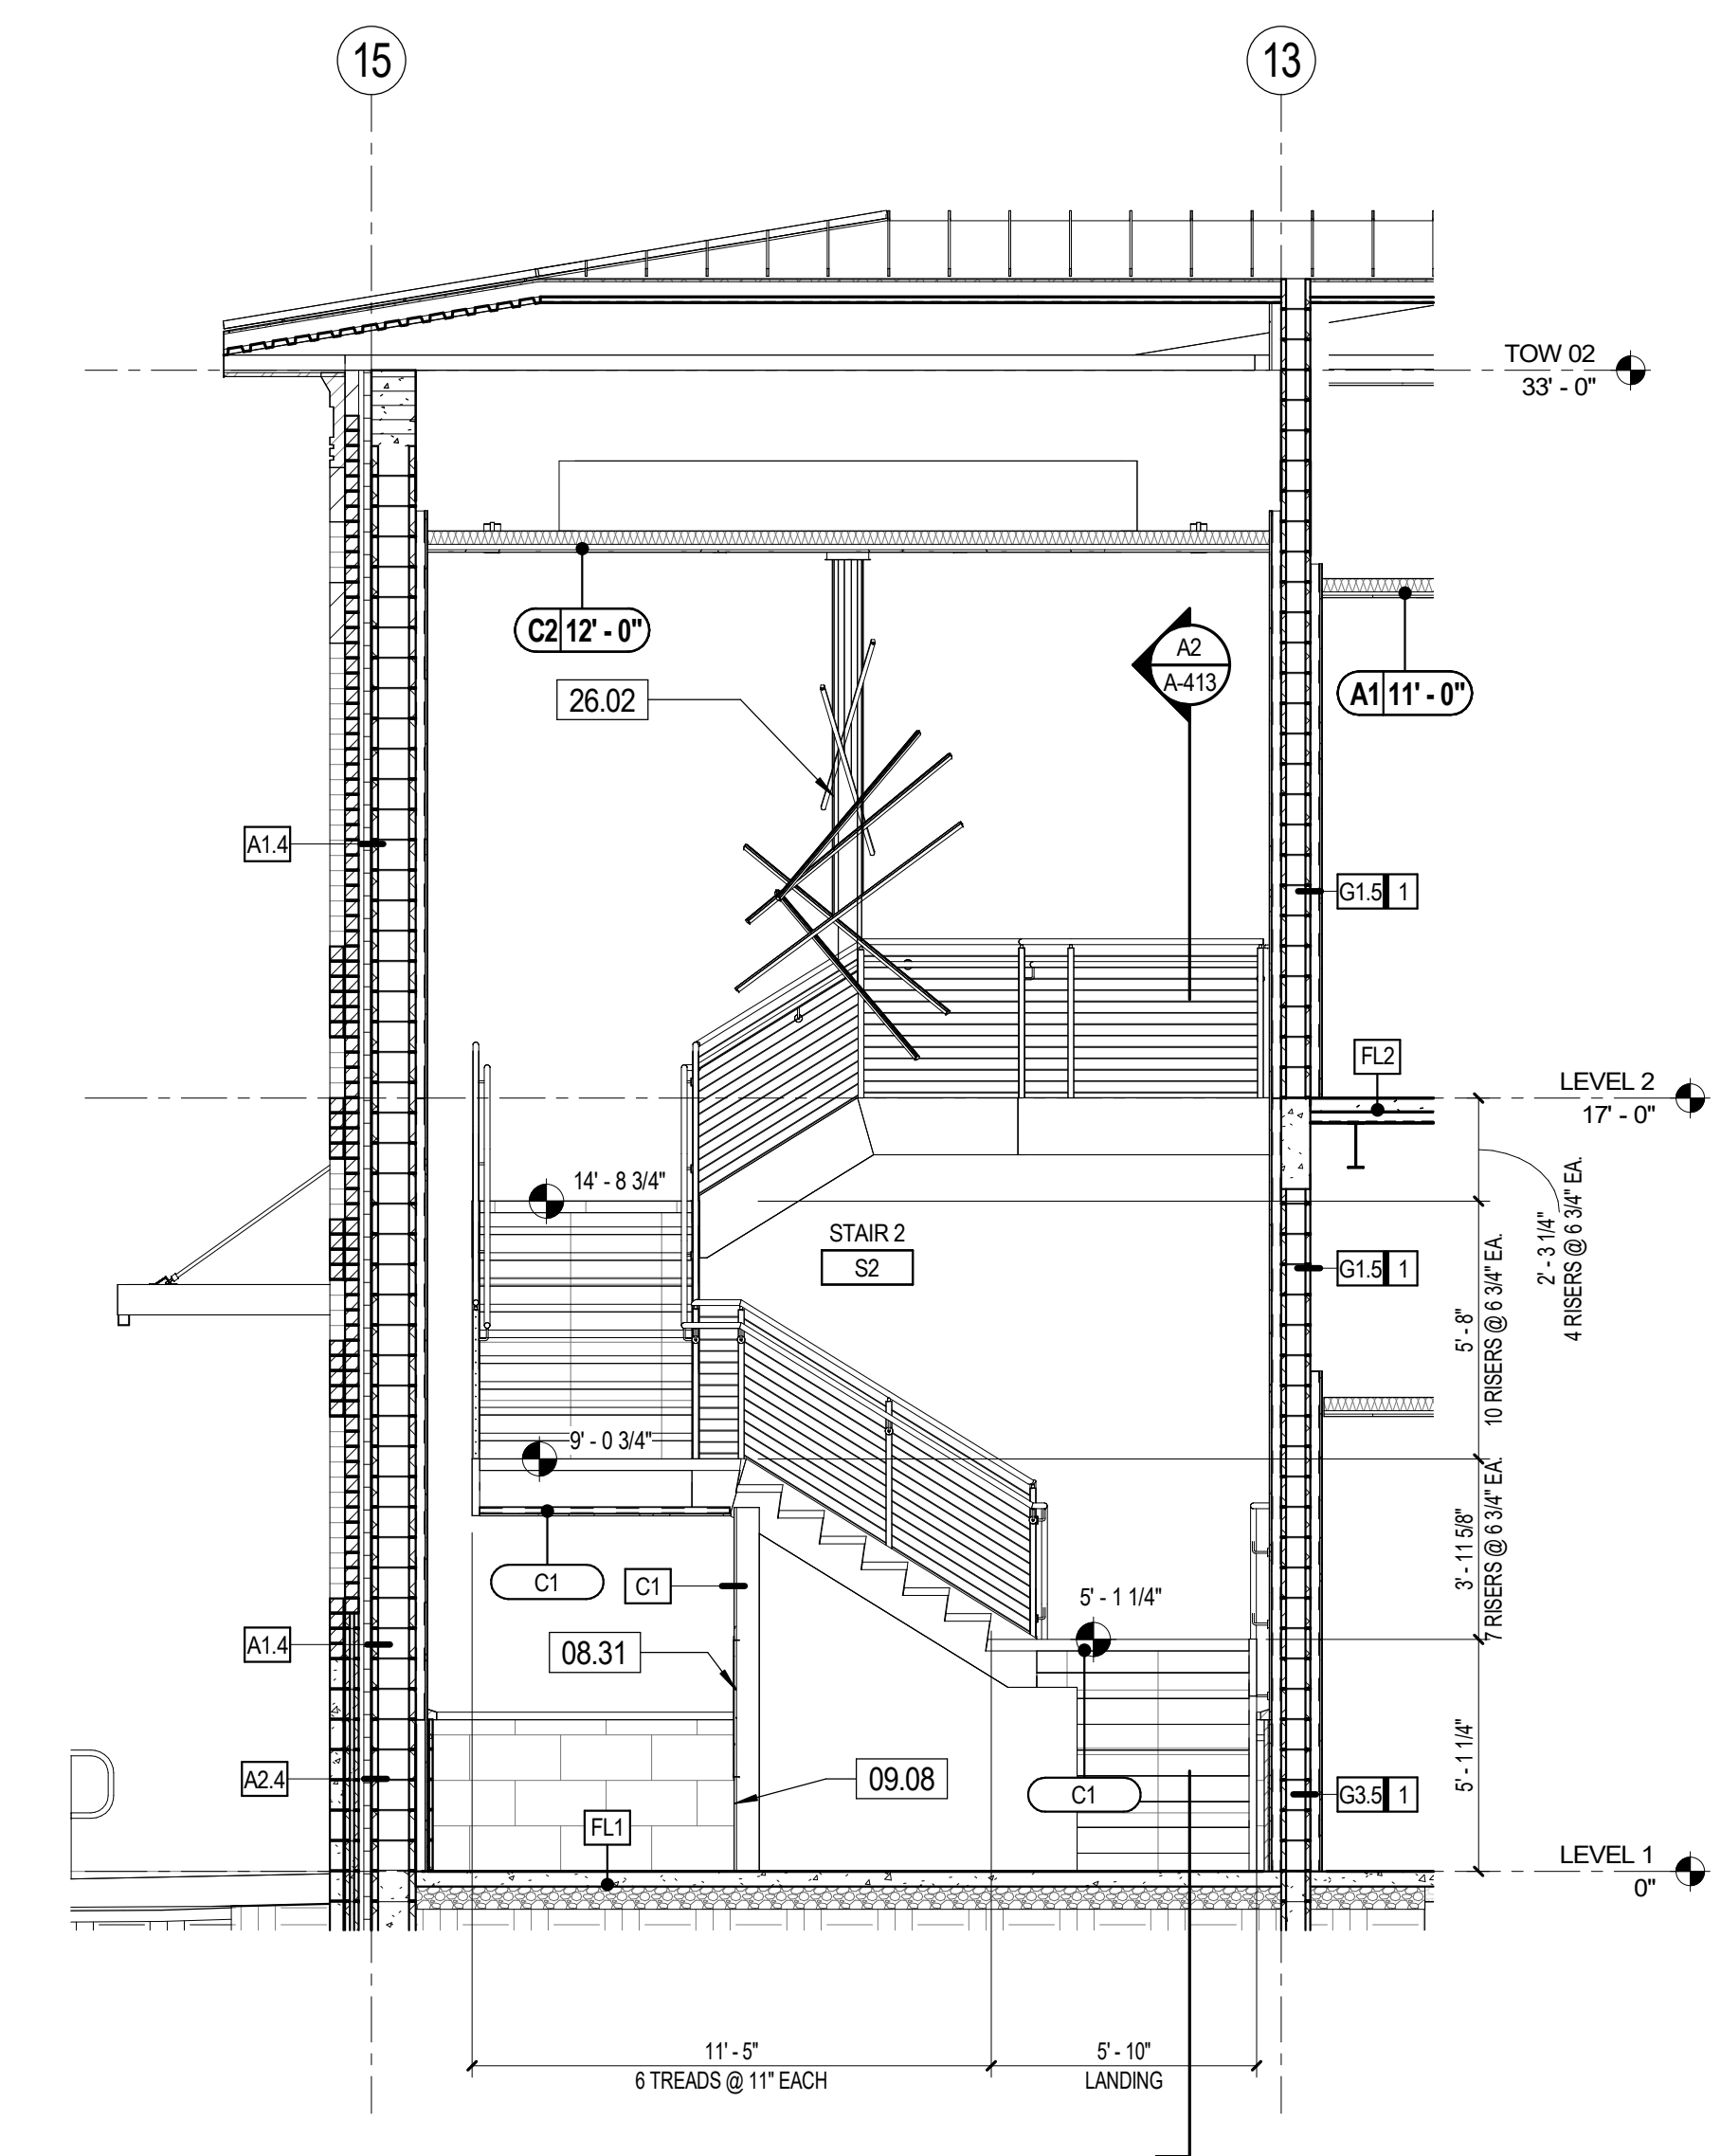 15
13
TOW 02
33' - 0"
C2 12' - 0"
26.02
A2
A-413
A1 11' - 0"
A1.4
G1.5 1
FL2
LEVEL 2
17' - 0"
14' - 8 3/4"
STAIR 2
S2
G1.5 1
2' - 3 1/4"
4 RISERS @ 6 3/4" EA.
5' - 8"
10 RISERS @ 6 3/4" EA.
9' - 0 3/4"
C1
C1
3' - 11 5/8"
7 RISERS @ 6 3/4" EA.
5' - 1 1/4"
A1.4
08.31
5' - 1 1/4"
A2.4
09.08
C1
G3.5 1
FL1
LEVEL 1
0"
11' - 5"
6 TREADS @ 11" EACH
5' - 10"
LANDING